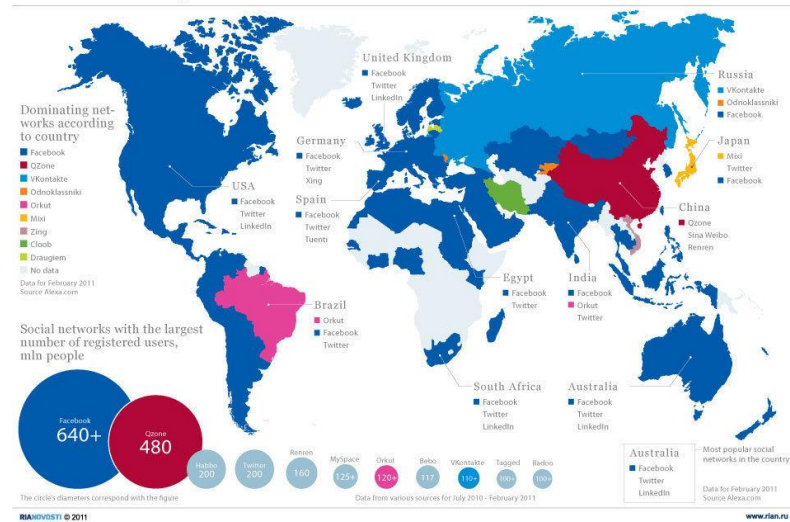 United Kingdom
Facebook
Twitter
LinkedIn
Russia
VKontakte
Odnoklassniki
Facebook
Dominating net-
works according
to country
Facebook
QZone
VKontakte
Odnoklassniki
Orkut
Mixi
Zing
Cloob
Draugiem
No data
Data for February 2011
Source Alexa.com
Germany
Facebook
Twitter
Xing
Japan
Mixi
Twitter
Facebook
USA
Facebook
Twitter
LinkedIn
Spain
Facebook
Twitter
Tuenti
China
Qzone
Sina Weibo
Renren
Egypt
Facebook
Twitter
India
Facebook
Orkut
Twitter
Brazil
Orkut
Facebook
Twitter
Social networks with the largest
number of registered users,
mln people
South Africa
Facebook
Twitter
LinkedIn
Australia
Facebook
Twitter
LinkedIn
Facebook
640+
Qzone
480
Habbo
200
Twitter
200
Renren
160
MySpace
125+
Orkut
120+
Bebo
117
VKontakte
110+
Tagged
100+
Badoo
100+
Australia
Facebook
Twitter
LinkedIn
Most popular social
networks in the country
Data for February 2011
Source Alexa.com
The circle's diameters correspond with the figure
Data from various sources for July 2010 - February 2011
RIANOVOSTI © 2011
www.rian.ru